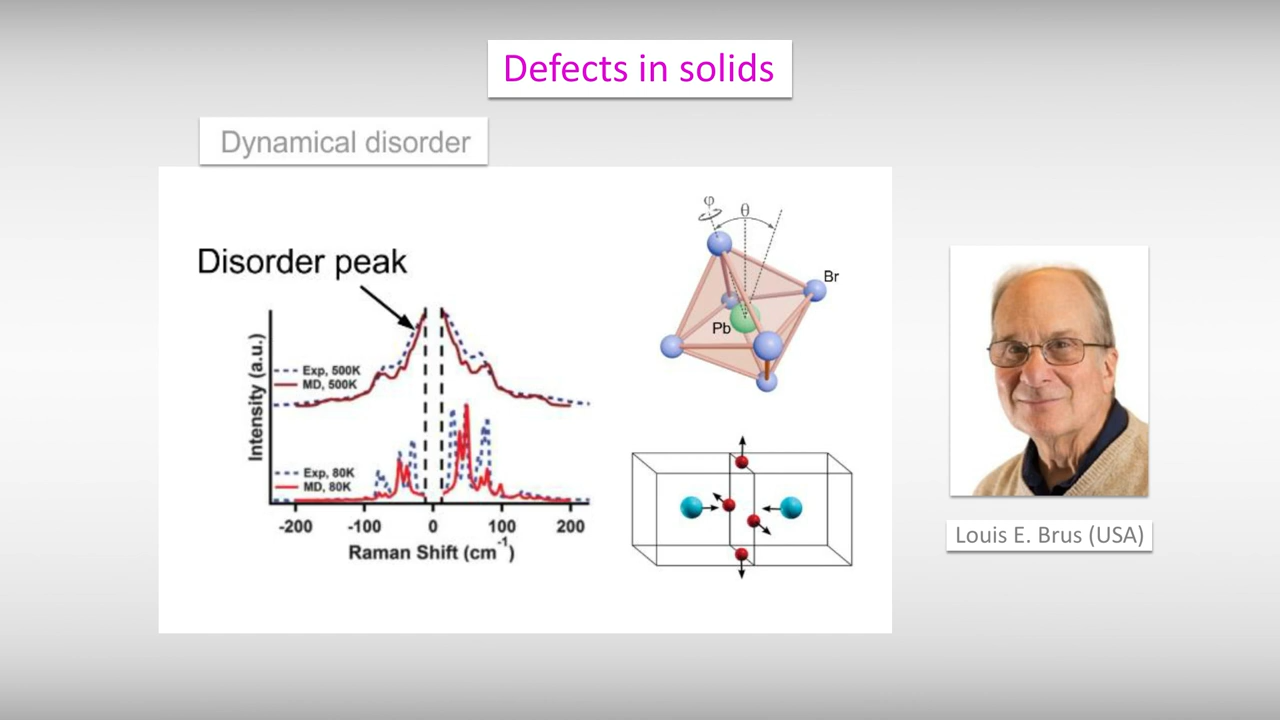 Defects in solids
Dynamical disorder
Disorder peak
Intensity (a.u.)
Exp, 500K
MD, 500K
Exp, 80K
MD, 80K
-200 -100 0 100 200
Raman Shift (cm-1)
φ θ
Br
Pb
Louis E. Brus (USA)